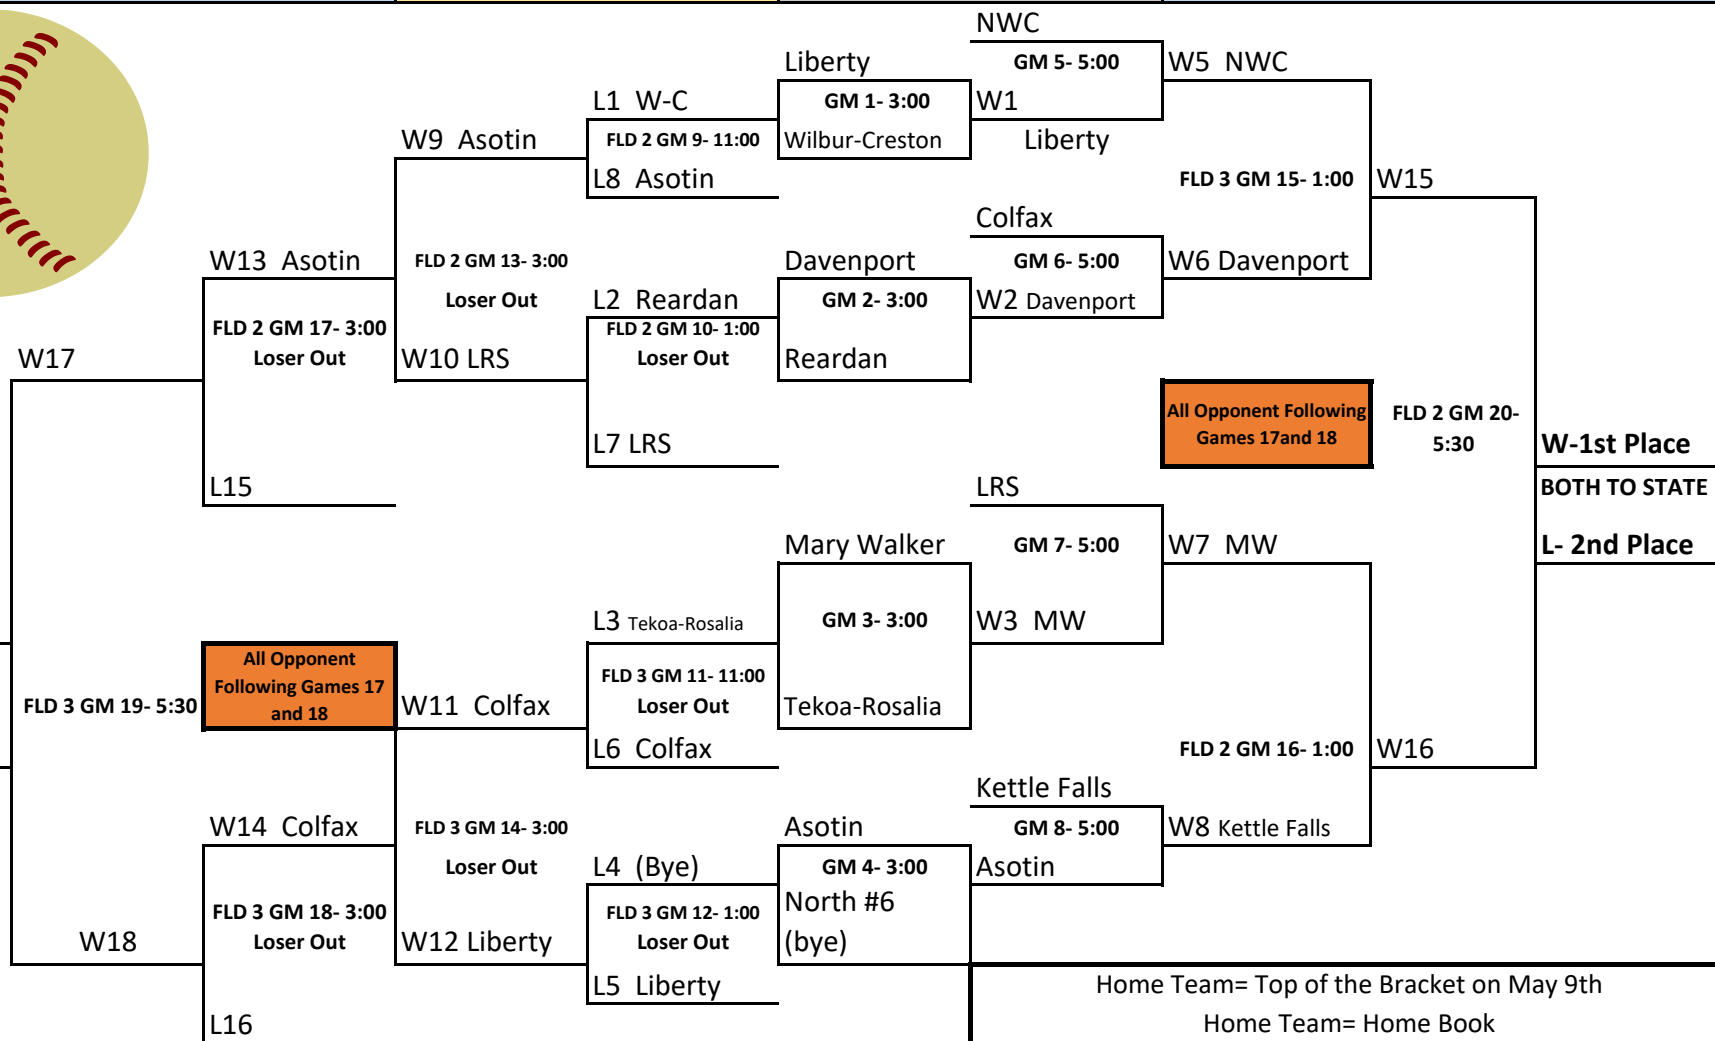 NWC
Liberty
GM 5- 5:00
W5 NWC
L1 W-C
GM 1- 3:00
W1
W9 Asotin
FLD 2 GM 9- 11:00
Wilbur-Creston
Liberty
L8 Asotin
FLD 3 GM 15- 1:00
W15
Colfax
W13 Asotin
FLD 2 GM 13- 3:00
Loser Out
Davenport
GM 6- 5:00
W6 Davenport
L2 Reardan
GM 2- 3:00
W2 Davenport
FLD 2 GM 17- 3:00
Loser Out
FLD 2 GM 10- 1:00
Loser Out
W17
W10 LRS
Reardan
All Opponent Following
Games 17and 18
FLD 2 GM 20-
5:30
L7 LRS
W-1st Place
L15
LRS
BOTH TO STATE
Mary Walker
GM 7- 5:00
W7 MW
L- 2nd Place
L3 Tekoa-Rosalia
GM 3- 3:00
W3 MW
All Opponent
Following Games 17
and 18
FLD 3 GM 11- 11:00
Loser Out
FLD 3 GM 19- 5:30
W11 Colfax
Tekoa-Rosalia
L6 Colfax
FLD 2 GM 16- 1:00
W16
Kettle Falls
W14 Colfax
FLD 3 GM 14- 3:00
Loser Out
Asotin
GM 8- 5:00
W8 Kettle Falls
L4 (Bye)
GM 4- 3:00
Asotin
FLD 3 GM 18- 3:00
Loser Out
FLD 3 GM 12- 1:00
Loser Out
North #6
(bye)
W18
W12 Liberty
L5 Liberty
Home Team= Top of the Bracket on May 9th
L16
Home Team= Home Book